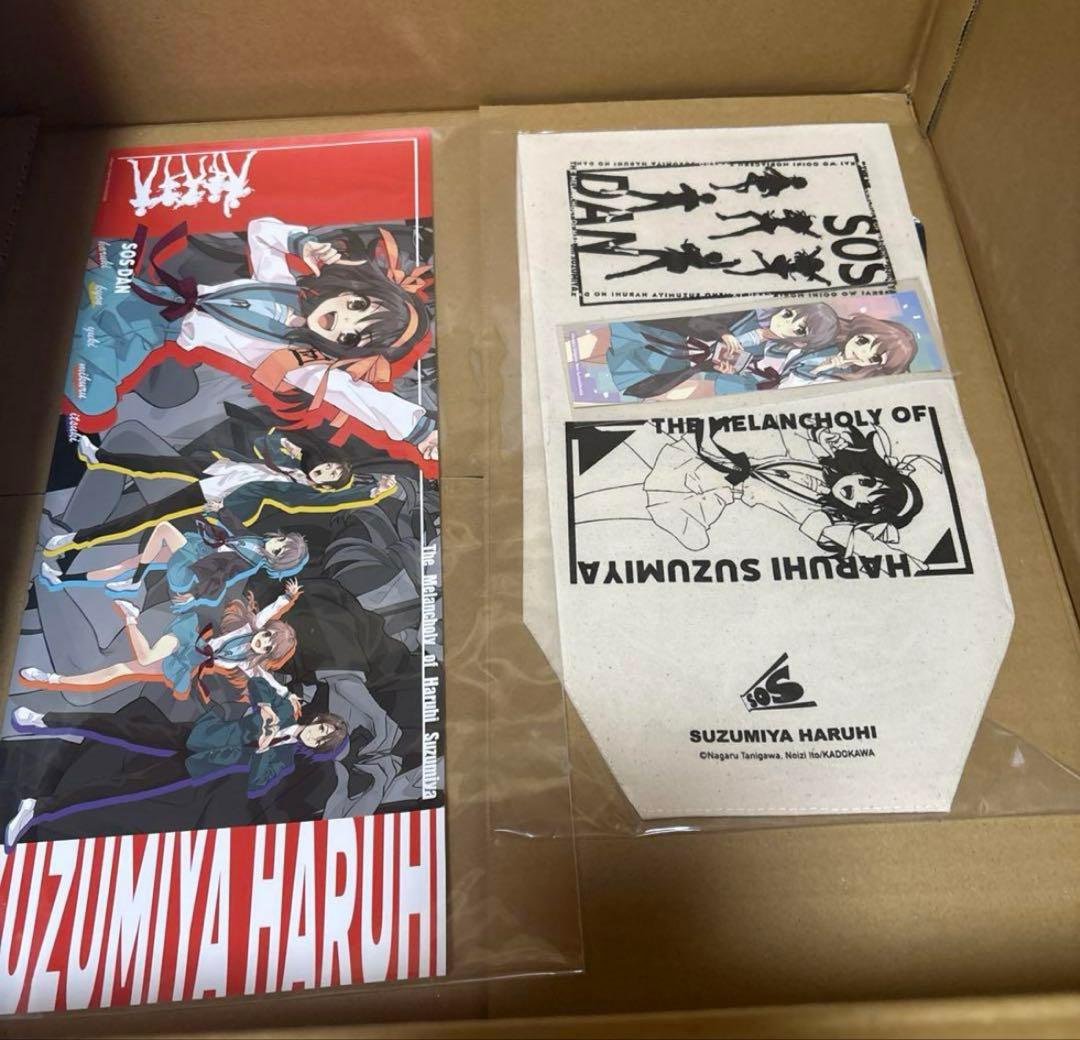 SOS DAN
haruhi
kyon
yuki
mikuru
itsuki
The Melancholy of Haruhi Suzumiya
SUZUMIYA HARUHI
SOS
DAN
THE MELANCHOLY OF
HARUHI SUZUMIYA
SOS
SUZUMIYA HARUHI
©Nagaru Tanigawa, Noizi Ito/KADOKAWA